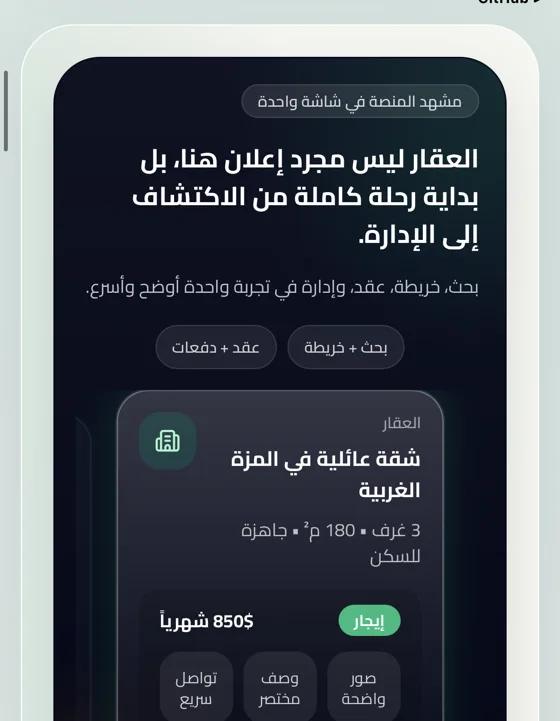 GitHub
مشهد المنصة في شاشة واحدة
العقار ليس مجرد إعلان هنا، بل
بداية رحلة كاملة من الاكتشاف
إلى الإدارة.
بحث، خريطة، عقد، وإدارة في تجربة واحدة أوضح وأسرع.
بحث + خريطة
عقد + دفعات
العقار
شقة عائلية في المزة
الغربية
3 غرف • 180 م² • جاهزة
للسكن
إيجار
850$ شهرياً
صور
واضحة
وصف
مختصر
تواصل
سريع